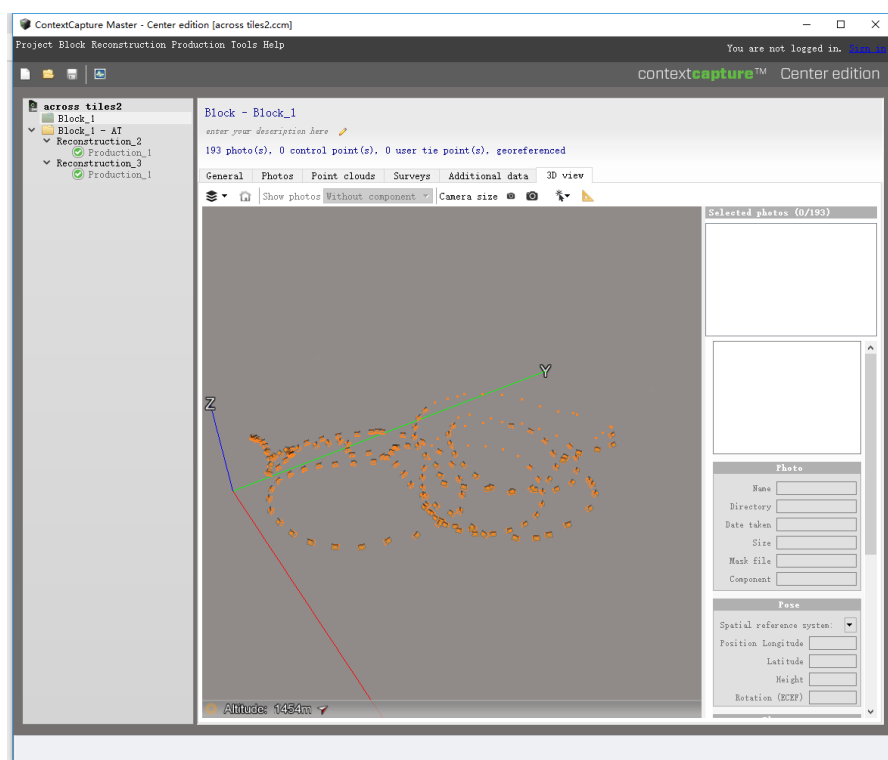 ContextCapture Master - Center edition [across tiles2.ccm]
Project Block Reconstruction Production Tools Help
You are not logged in. Sign in
contextcapture™ Center edition
across tiles2
Block_1
Block_1 - AT
Reconstruction_2
Production_1
Reconstruction_3
Production_1
Block - Block_1
enter your description here
193 photo(s), 0 control point(s), 0 user tie point(s), georeferenced
General Photos Point clouds Surveys Additional data 3D view
Show photos Without component Camera size
Selected photos (0/193)
Y
Z
Photo
Name
Directory
Date taken
Size
Mask file
Component
Pose
Spatial reference system:
Position Longitude
Latitude
Height
Rotation (ECEF)
Altitude: 1454m